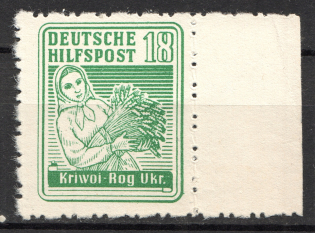 DEUTSCHE 18
HILFSPOST
Kriwoi-Rog Ukr.